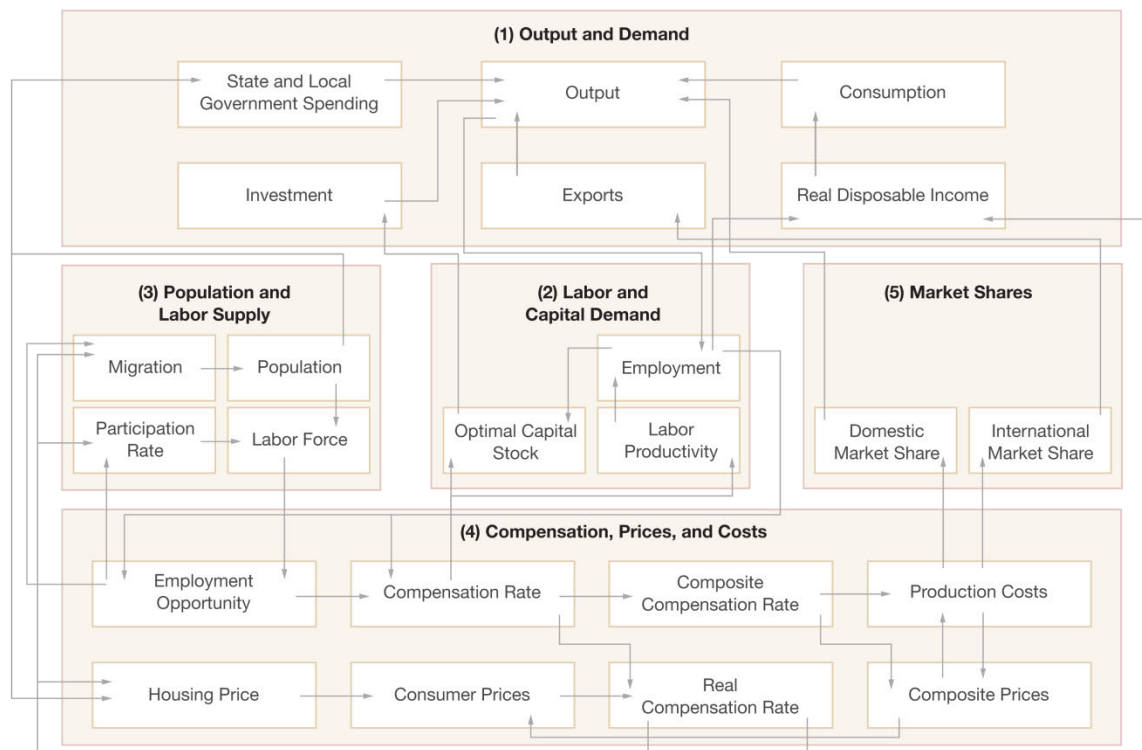 (1) Output and Demand
State and Local
Government Spending
Output
Consumption
Investment
Exports
Real Disposable Income
(3) Population and
Labor Supply
Migration
Population
Participation
Rate
Labor Force
(2) Labor and
Capital Demand
Employment
Optimal Capital
Stock
Labor
Productivity
(5) Market Shares
Domestic
Market Share
International
Market Share
(4) Compensation, Prices, and Costs
Employment
Opportunity
Compensation Rate
Composite
Compensation Rate
Production Costs
Housing Price
Consumer Prices
Real
Compensation Rate
Composite Prices